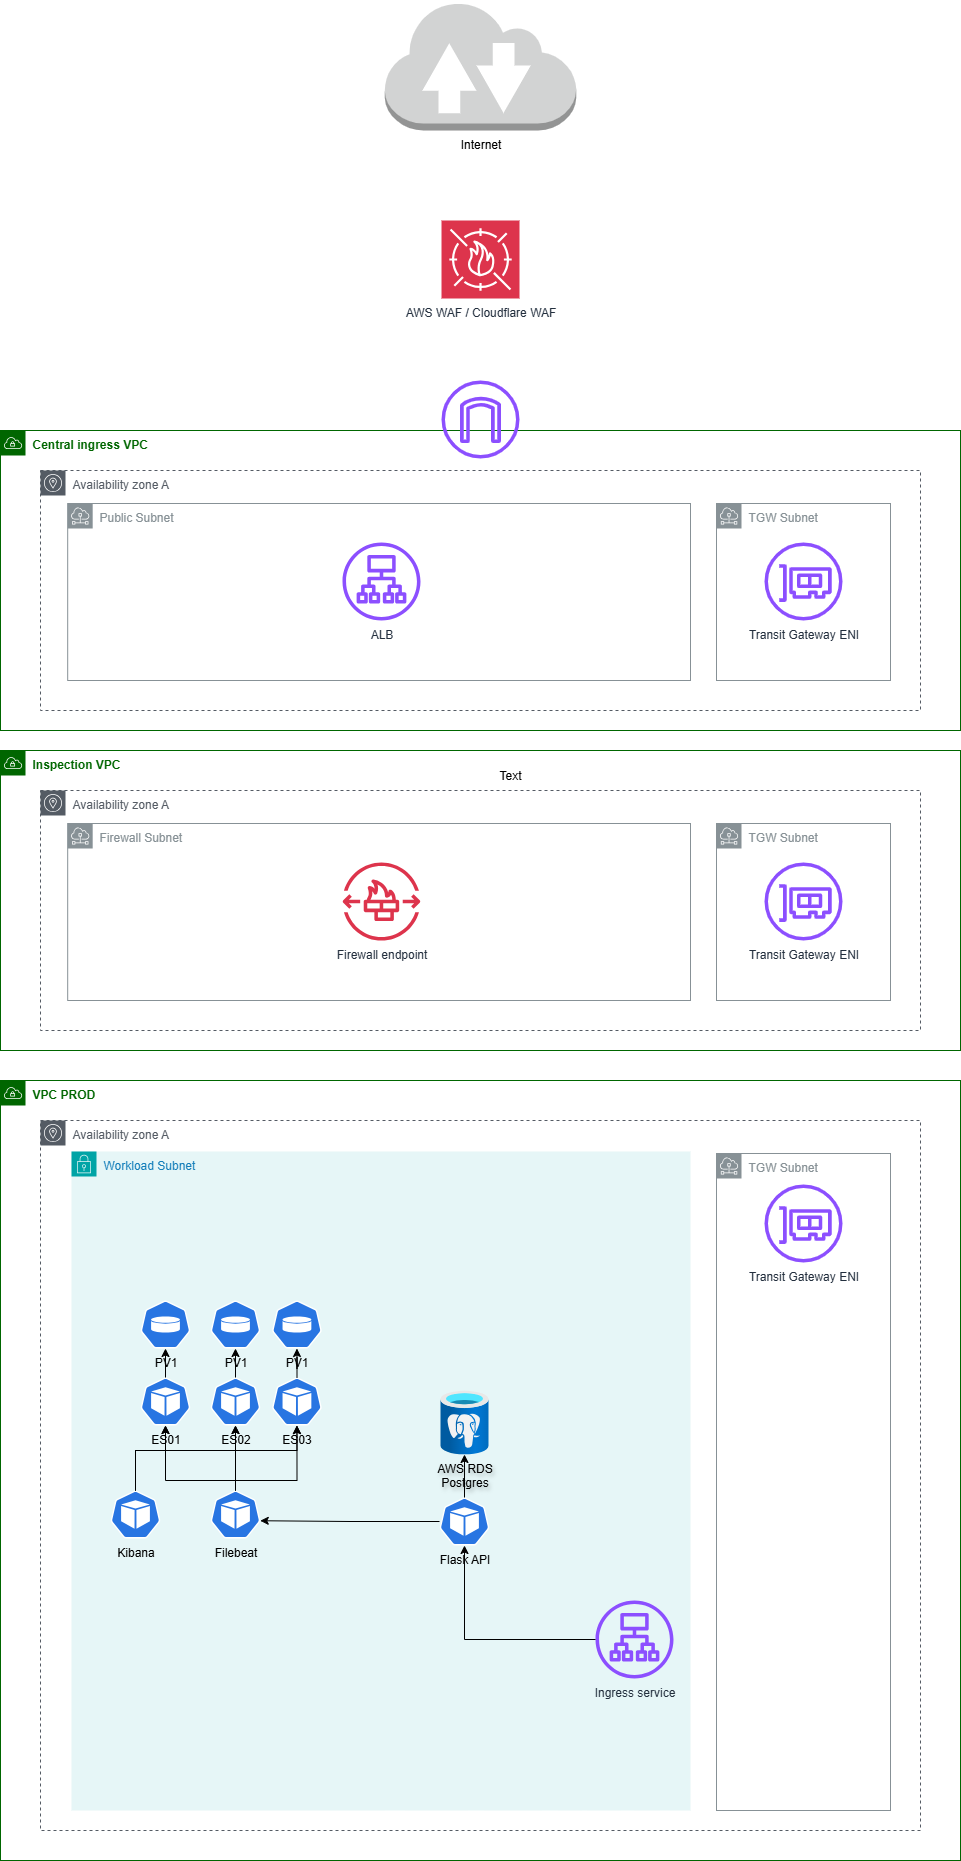 Internet
AWS WAF / Cloudflare WAF
Central ingress VPC
Availability zone A
Public Subnet
TGW Subnet
ALB
Transit Gateway ENI
Inspection VPC
Text
Availability zone A
Firewall Subnet
TGW Subnet
Firewall endpoint
Transit Gateway ENI
VPC PROD
Availability zone A
Workload Subnet
TGW Subnet
Transit Gateway ENI
PV1
PV1
PV1
ES01
ES02
ES03
AWS RDS
Postgres
Kibana
Filebeat
Flask API
Ingress service